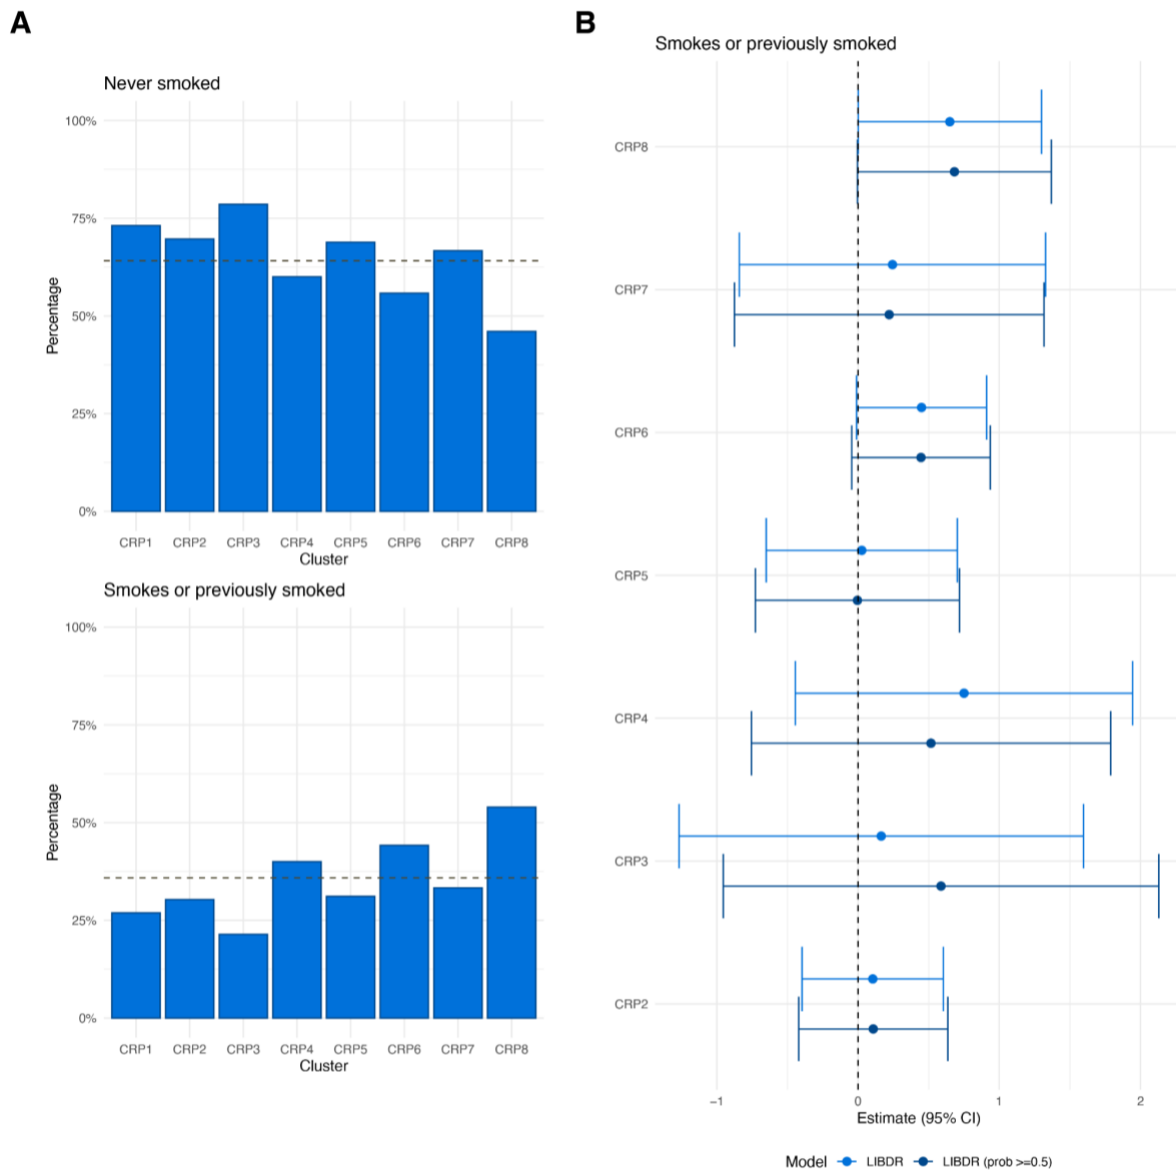 A
Never smoked
100%
75%
50%
25%
0%
Percentage
CRP1 CRP2 CRP3 CRP4 CRP5 CRP6 CRP7 CRP8
Cluster
Smokes or previously smoked
100%
75%
50%
25%
0%
Percentage
CRP1 CRP2 CRP3 CRP4 CRP5 CRP6 CRP7 CRP8
Cluster
B
Smokes or previously smoked
CRP8
CRP7
CRP6
CRP5
CRP4
CRP3
CRP2
−1 0 1 2
Estimate (95% CI)
Model LIBDR LIBDR (prob >=0.5)